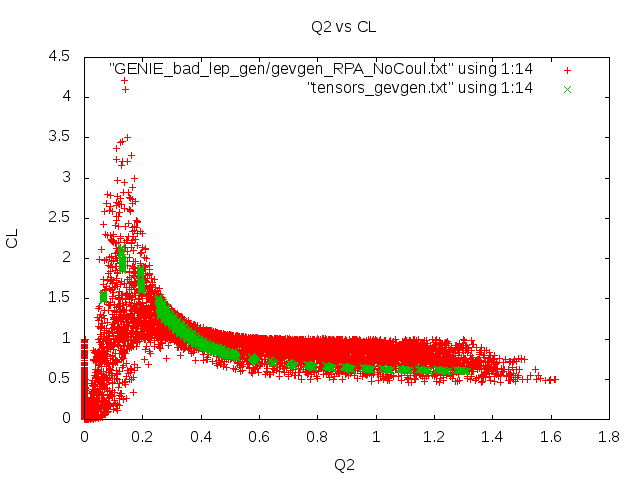 Q2 vs CL
"GENIE_bad_lep_gen/gevgen_RPA_NoCoul.txt" using 1:14
"tensors_gevgen.txt" using 1:14
4.5
4
3.5
3
2.5
2
1.5
1
0.5
0
CL
0 0.2 0.4 0.6 0.8 1 1.2 1.4 1.6 1.8
Q2